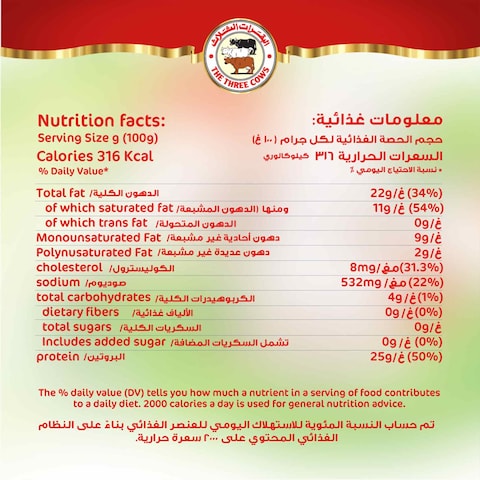 البقرات الثلاث
THE THREE COWS
Nutrition facts: معلومات غذائية:
Serving Size g (100g) حجم الحصة الغذائية لكل جرام (١٠٠ غ)
Calories 316 Kcal السعرات الحرارية ٣١٦ كيلوكالوري
% Daily Value* * نسبة الاحتياج اليومي ٪
Total fat /الدهون الكلية 22g/غ (34%)
of which saturated fat /ومنها (الدهون المشبعة 11g/غ (54%)
of which trans fat /الدهون المتحولة 0g/غ
Monounsaturated Fat /دهون أحادية غير مشبعة 9g/غ
Polynusaturated Fat /دهون عديدة غير مشبعة 2g/غ
cholesterol /الكوليسترول 8mg/مغ(31.3%)
sodium /صوديوم 532mg/مغ (22%)
total carbohydrates /الكربوهيدرات الكلية 4g/غ(1%)
dietary fibers /الألياف غذائية 0g/غ(0%)
total sugars /السكريات الكلية 0g/غ
Includes added sugar /تشمل السكريات المضافة 0g/غ(0%)
protein /البروتين 25g/غ (50%)
The % daily value (DV) tells you how much a nutrient in a serving of food contributes
to a daily diet. 2000 calories a day is used for general nutrition advice.
تم حساب النسبة المئوية للاستهلاك اليومي للعنصر الغذائي بناءً على النظام
الغذائي المحتوي على ٢٠٠٠ سعرة حرارية.